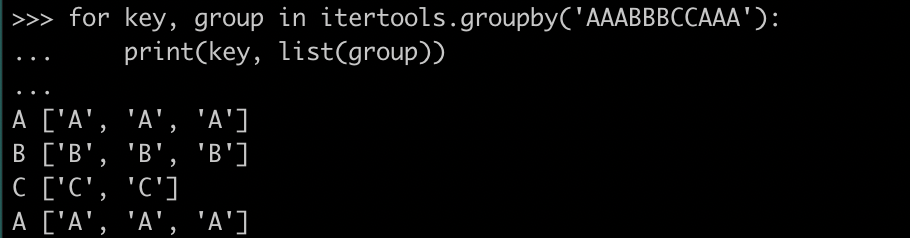 >>> for key, group in itertools.groupby('AAABBBCCAAA'):
...     print(key, list(group))
...
A ['A', 'A', 'A']
B ['B', 'B', 'B']
C ['C', 'C']
A ['A', 'A', 'A']